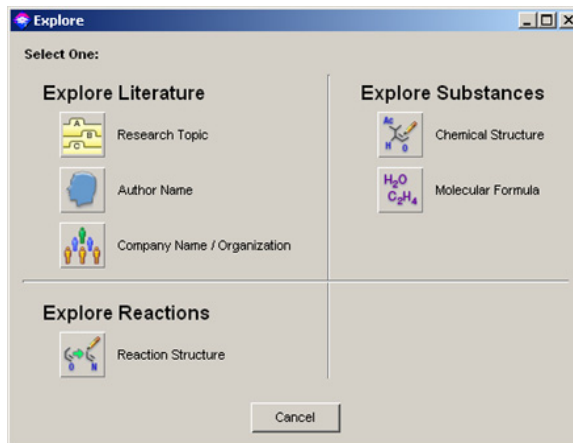 Explore
Select One:
Explore Literature
A
B
C
Research Topic
Author Name
Company Name / Organization
Explore Substances
Ac
H O
Chemical Structure
H₂O
C₂H₄
Molecular Formula
Explore Reactions
O N
Reaction Structure
Cancel